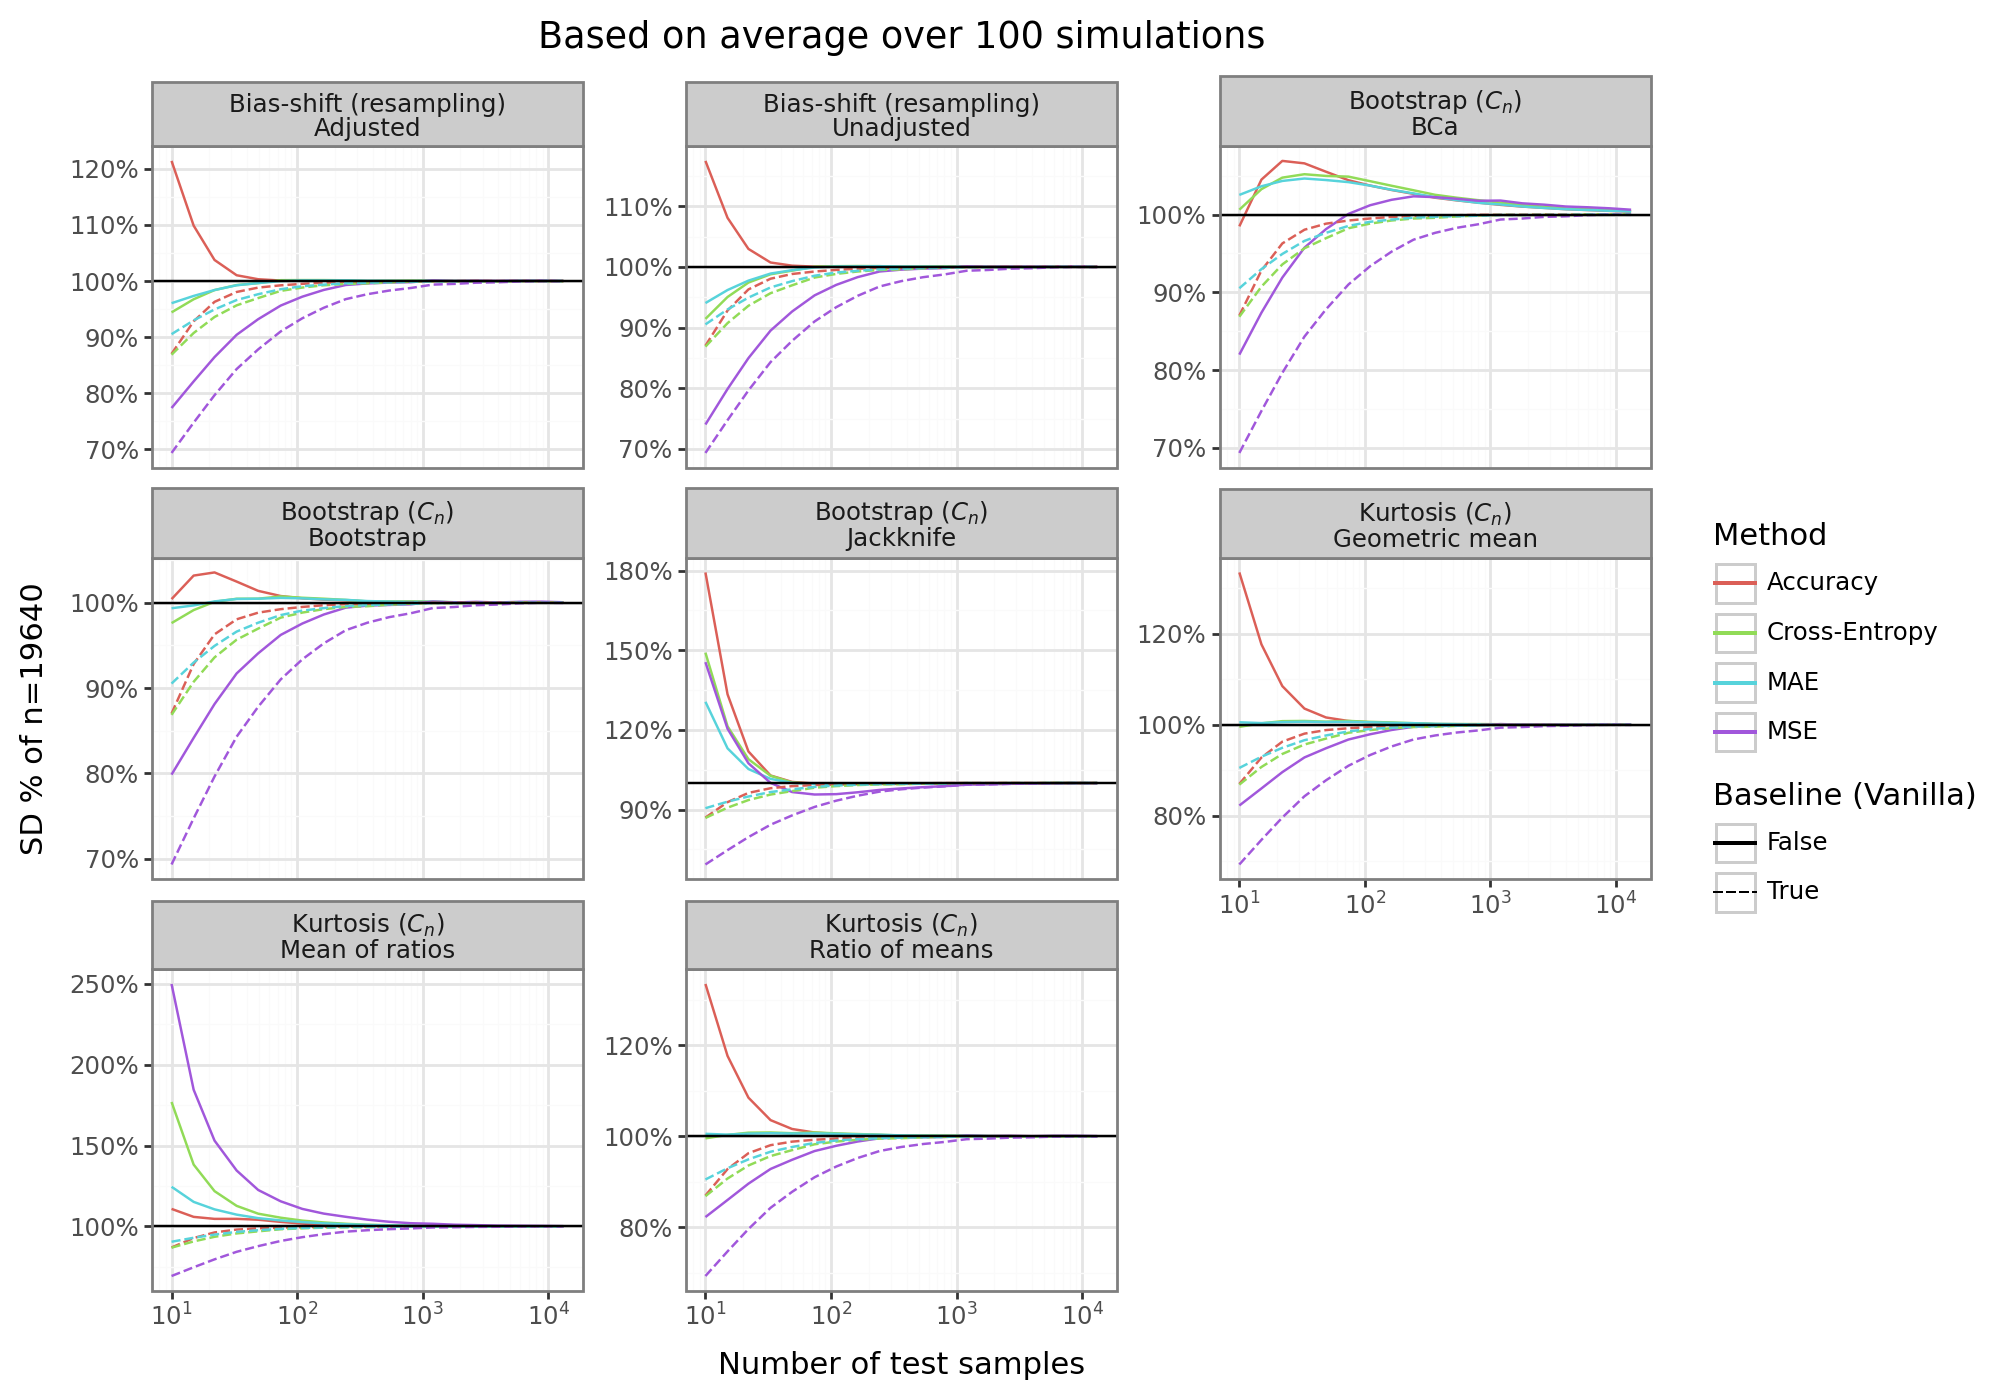 Based on average over 100 simulations
Bias-shift (resampling)
Adjusted
120%
110%
100%
90%
80%
70%
Bias-shift (resampling)
Unadjusted
110%
100%
90%
80%
70%
Bootstrap (Cₙ)
BCa
100%
90%
80%
70%
Bootstrap (Cₙ)
Bootstrap
100%
90%
80%
70%
Bootstrap (Cₙ)
Jackknife
180%
150%
120%
90%
Kurtosis (Cₙ)
Geometric mean
120%
100%
80%
10¹ 10² 10³ 10⁴
Kurtosis (Cₙ)
Mean of ratios
250%
200%
150%
100%
10¹ 10² 10³ 10⁴
Kurtosis (Cₙ)
Ratio of means
120%
100%
80%
10¹ 10² 10³ 10⁴
SD % of n=19640
Number of test samples
Method
Accuracy
Cross-Entropy
MAE
MSE
Baseline (Vanilla)
False
True